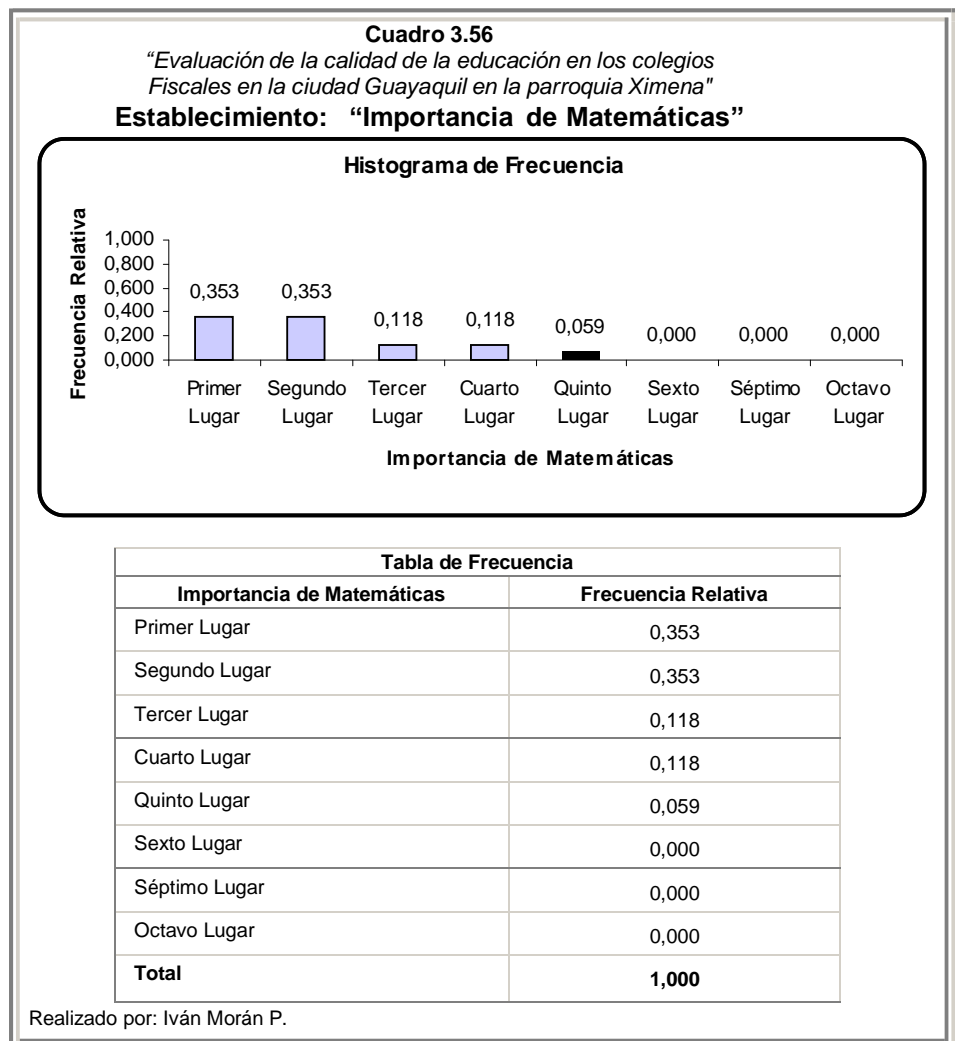 Cuadro 3.56
“Evaluación de la calidad de la educación en los colegios
Fiscales en la ciudad Guayaquil en la parroquia Ximena"
Establecimiento: “Importancia de Matemáticas”
Histograma de Frecuencia
Frecuencia Relativa
1,000
0,800
0,600
0,400
0,200
0,000
0,353
0,353
0,118
0,118
0,059
0,000
0,000
0,000
Primer Lugar
Segundo Lugar
Tercer Lugar
Cuarto Lugar
Quinto Lugar
Sexto Lugar
Séptimo Lugar
Octavo Lugar
Importancia de Matemáticas
Tabla de Frecuencia
Importancia de Matemáticas Frecuencia Relativa
Primer Lugar 0,353
Segundo Lugar 0,353
Tercer Lugar 0,118
Cuarto Lugar 0,118
Quinto Lugar 0,059
Sexto Lugar 0,000
Séptimo Lugar 0,000
Octavo Lugar 0,000
Total 1,000
Realizado por: Iván Morán P.